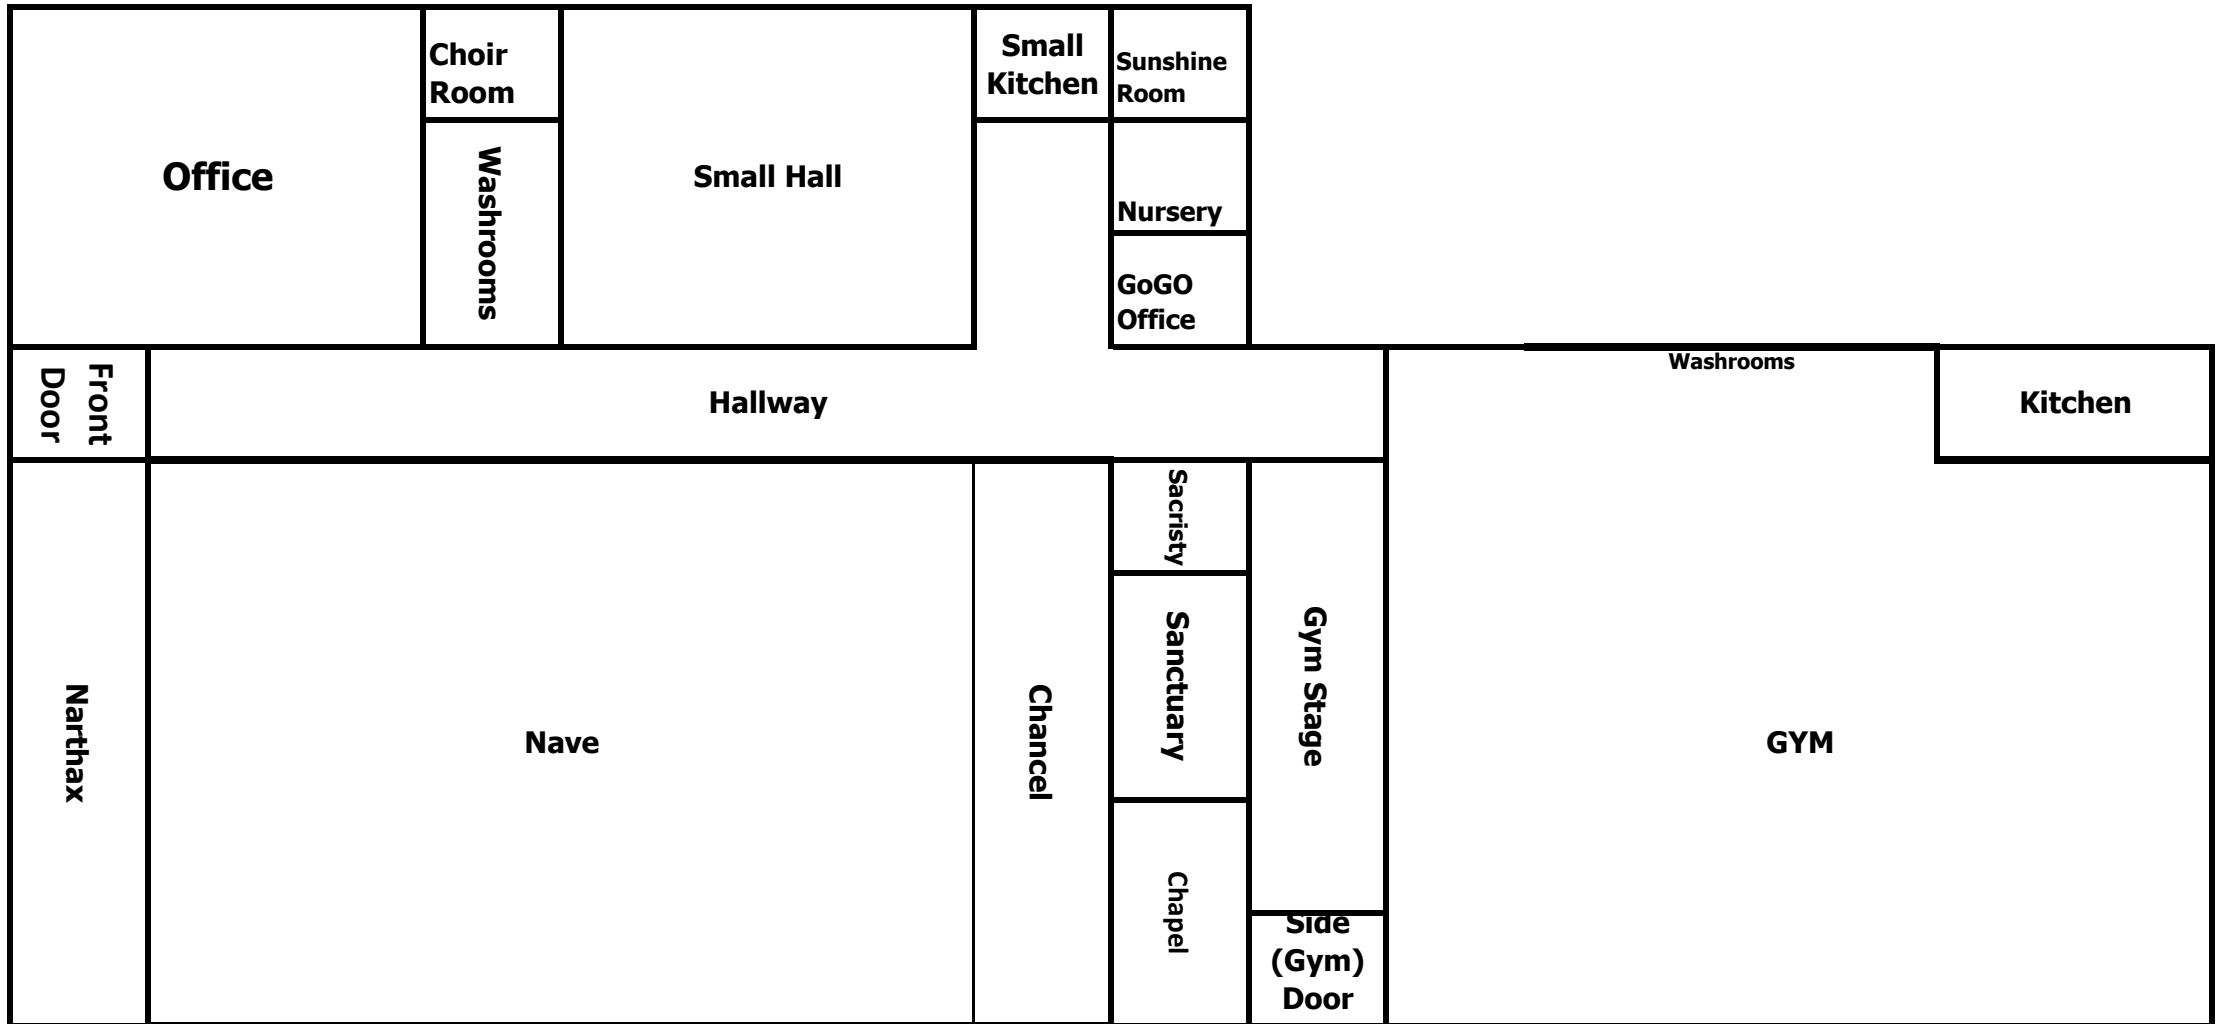 Choir
Room
Small
Kitchen
Sunshine
Room
Office
Washrooms
Small Hall
Nursery
GoGO
Office
Front
Door
Hallway
Washrooms
Kitchen
Sacristy
Sanctuary
Gym Stage
Narthax
Nave
Chancel
GYM
Chapel
Side
(Gym)
Door